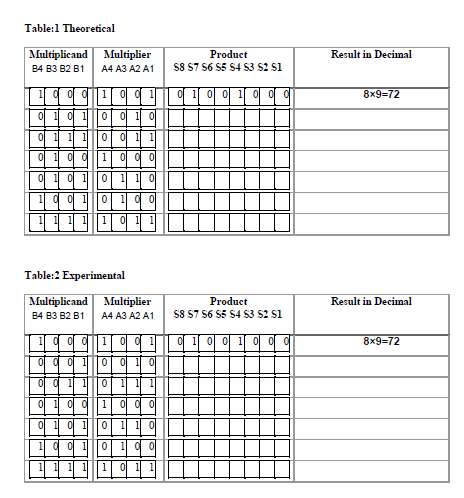 Table:1 Theoretical
Multiplicand Multiplier Product Result in Decimal
B4 B3 B2 B1 A4 A3 A2 A1 S8 S7 S6 S5 S4 S3 S2 S1
1 0 0 0 1 0 0 1 0 1 0 0 1 0 0 0 8×9=72
0 1 0 1 0 0 1 0
0 1 1 1 0 0 1 1
0 1 0 0 1 0 0 0
0 1 0 1 0 1 1 0
1 0 0 1 0 1 0 0
1 1 1 1 1 0 1 1
Table:2 Experimental
Multiplicand Multiplier Product Result in Decimal
B4 B3 B2 B1 A4 A3 A2 A1 S8 S7 S6 S5 S4 S3 S2 S1
1 0 0 0 1 0 0 1 0 1 0 0 1 0 0 0 8×9=72
0 0 0 1 0 0 1 0
0 0 1 1 0 1 1 1
0 1 0 0 1 0 0 0
0 1 0 1 0 1 1 0
1 0 0 1 0 1 0 0
1 1 1 1 1 0 1 1